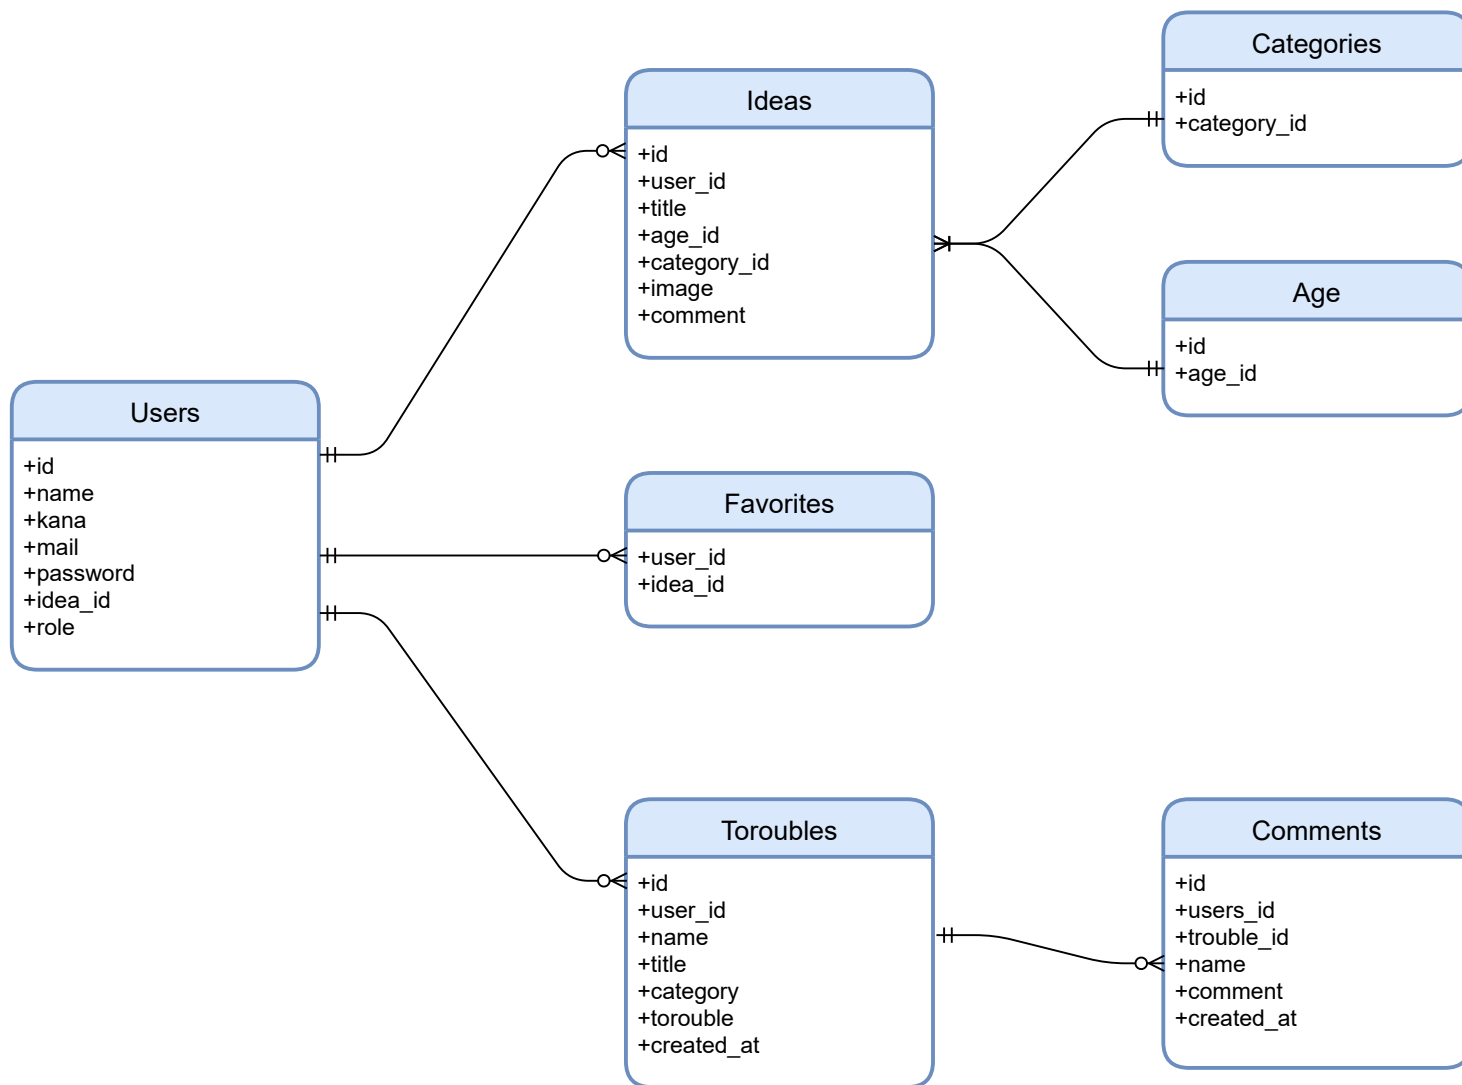 Categories
+id
+category_id
Ideas
+id
+user_id
+title
+age_id
+category_id
+image
+comment
Age
+id
+age_id
Users
+id
+name
+kana
+mail
+password
+idea_id
+role
Favorites
+user_id
+idea_id
Toroubles
+id
+user_id
+name
+title
+category
+torouble
+created_at
Comments
+id
+users_id
+trouble_id
+name
+comment
+created_at